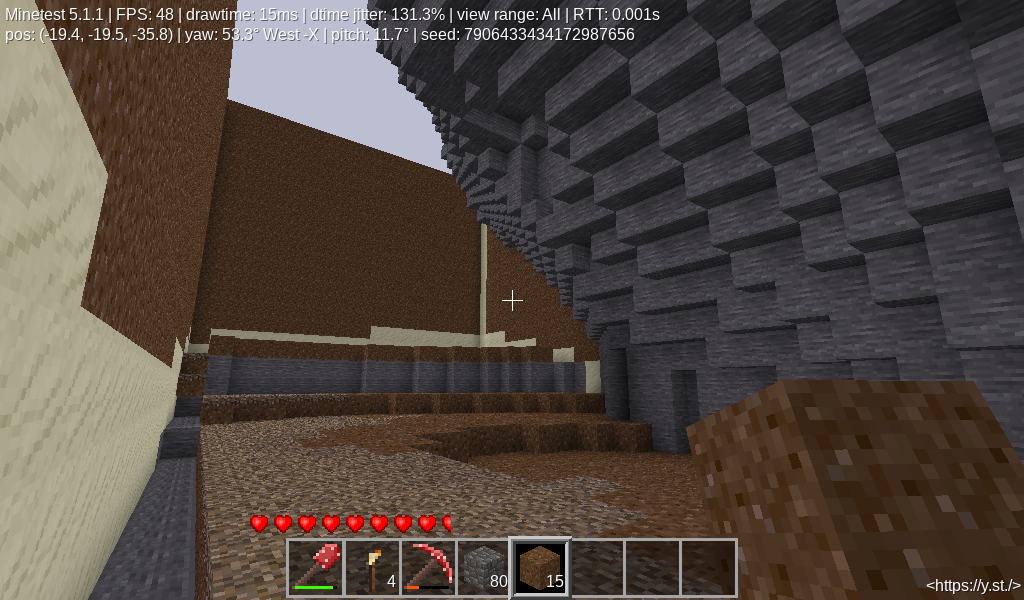 Minetest 5.1.1 | FPS: 48 | drawtime: 15ms | dtime jitter: 131.3% | view range: All | RTT: 0.001s
pos: (-19.4, -19.5, -35.8) | yaw: 53.3° West -X | pitch: 11.7° | seed: 7906433434172987656
4
80
15
<https://y.st./>